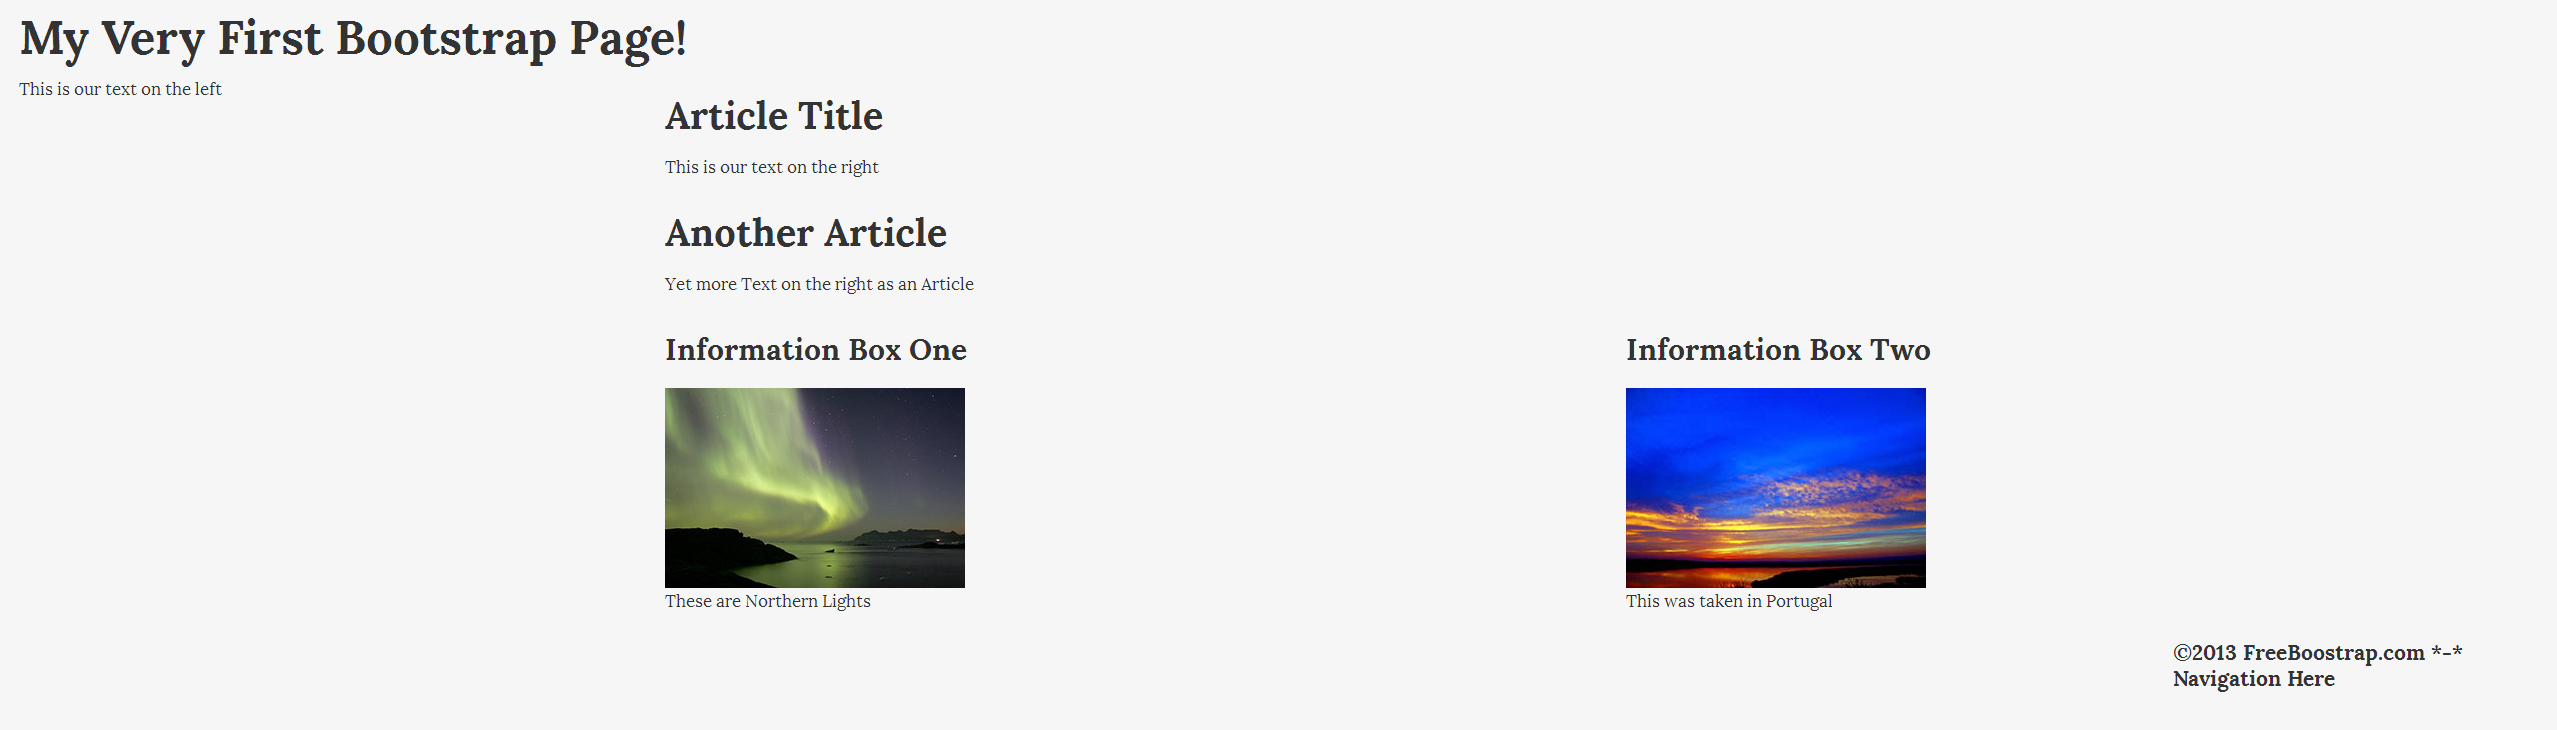 My Very First Bootstrap Page!
This is our text on the left
Article Title
This is our text on the right
Another Article
Yet more Text on the right as an Article
Information Box One
These are Northern Lights
Information Box Two
This was taken in Portugal
©2013 FreeBoostrap.com *-*
Navigation Here